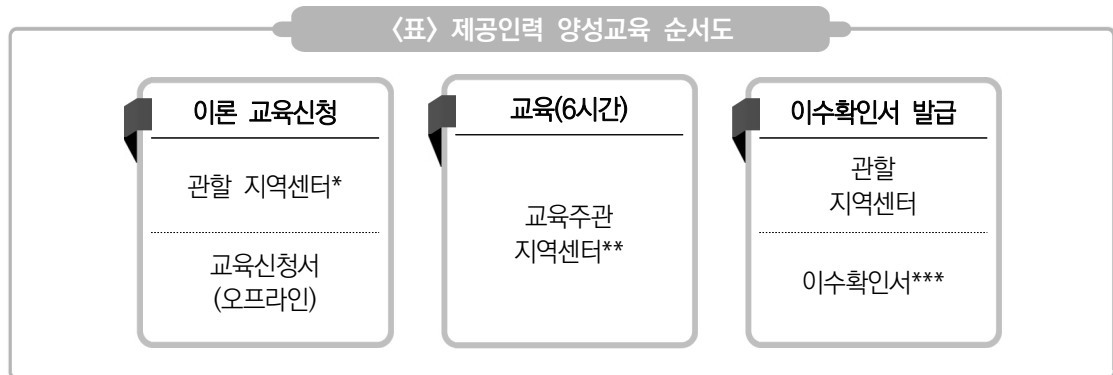 〈표〉 제공인력 양성교육 순서도
이론 교육신청
관할 지역센터*
교육신청서
(오프라인)
교육(6시간)
교육주관
지역센터**
이수확인서 발급
관할
지역센터
이수확인서***